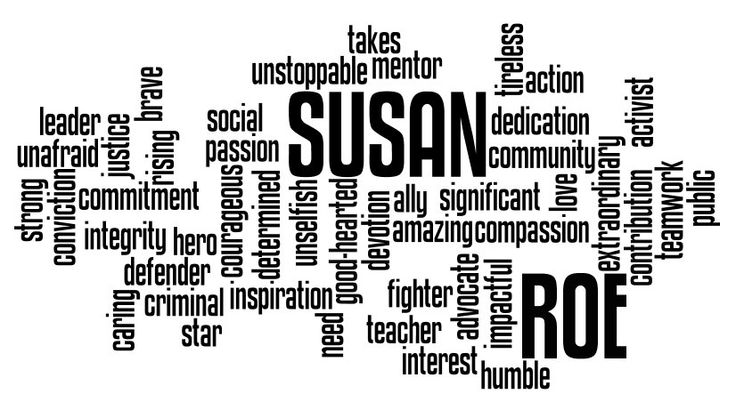 takes
tireless
unstoppable
mentor
action
brave
leader
justice
social
SUSAN
dedication
activist
unafraid
rising
passion
community
strong
conviction
commitment
courageous
determined
unselfish
good-hearted
devotion
ally
significant
love
extraordinary
contribution
teamwork
public
integrity
hero
amazing
compassion
defender
caring
criminal
star
inspiration
need
fighter
advocate
impactful
ROE
teacher
interest
humble